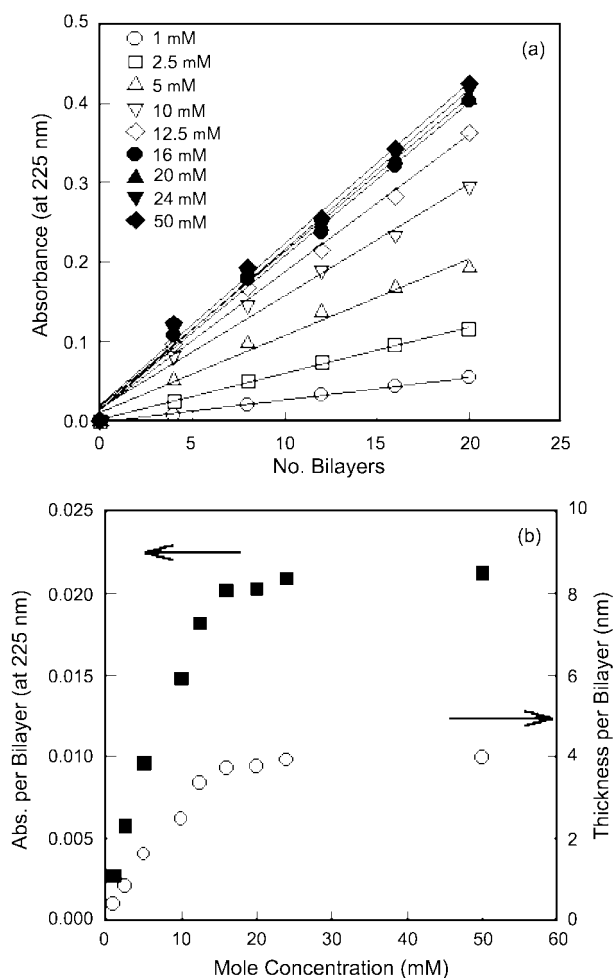 (a)
1 mM
2.5 mM
5 mM
10 mM
12.5 mM
16 mM
20 mM
24 mM
50 mM
0.5
0.4
0.3
0.2
0.1
0.0
Absorbance (at 225 nm)
0 5 10 15 20 25
No. Bilayers
(b)
0.025
0.020
0.015
0.010
0.005
0.000
Abs. per Bilayer (at 225 nm)
10
8
6
4
2
0
Thickness per Bilayer (nm)
0 10 20 30 40 50 60
Mole Concentration (mM)